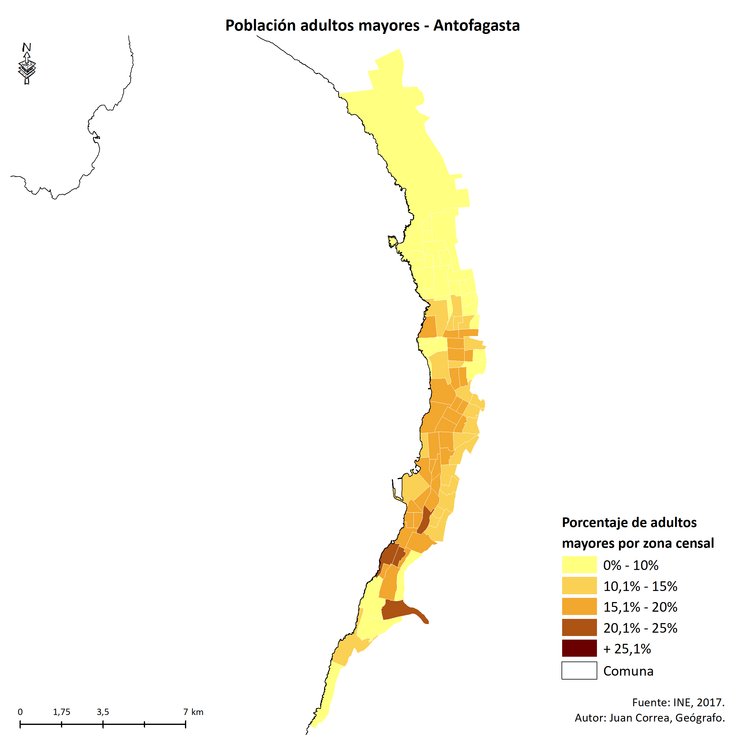 Población adultos mayores - Antofagasta
N
Porcentaje de adultos
mayores por zona censal
0% - 10%
10,1% - 15%
15,1% - 20%
20,1% - 25%
+ 25,1%
Comuna
0 1,75 3,5 7 km
Fuente: INE, 2017.
Autor: Juan Correa, Geógrafo.